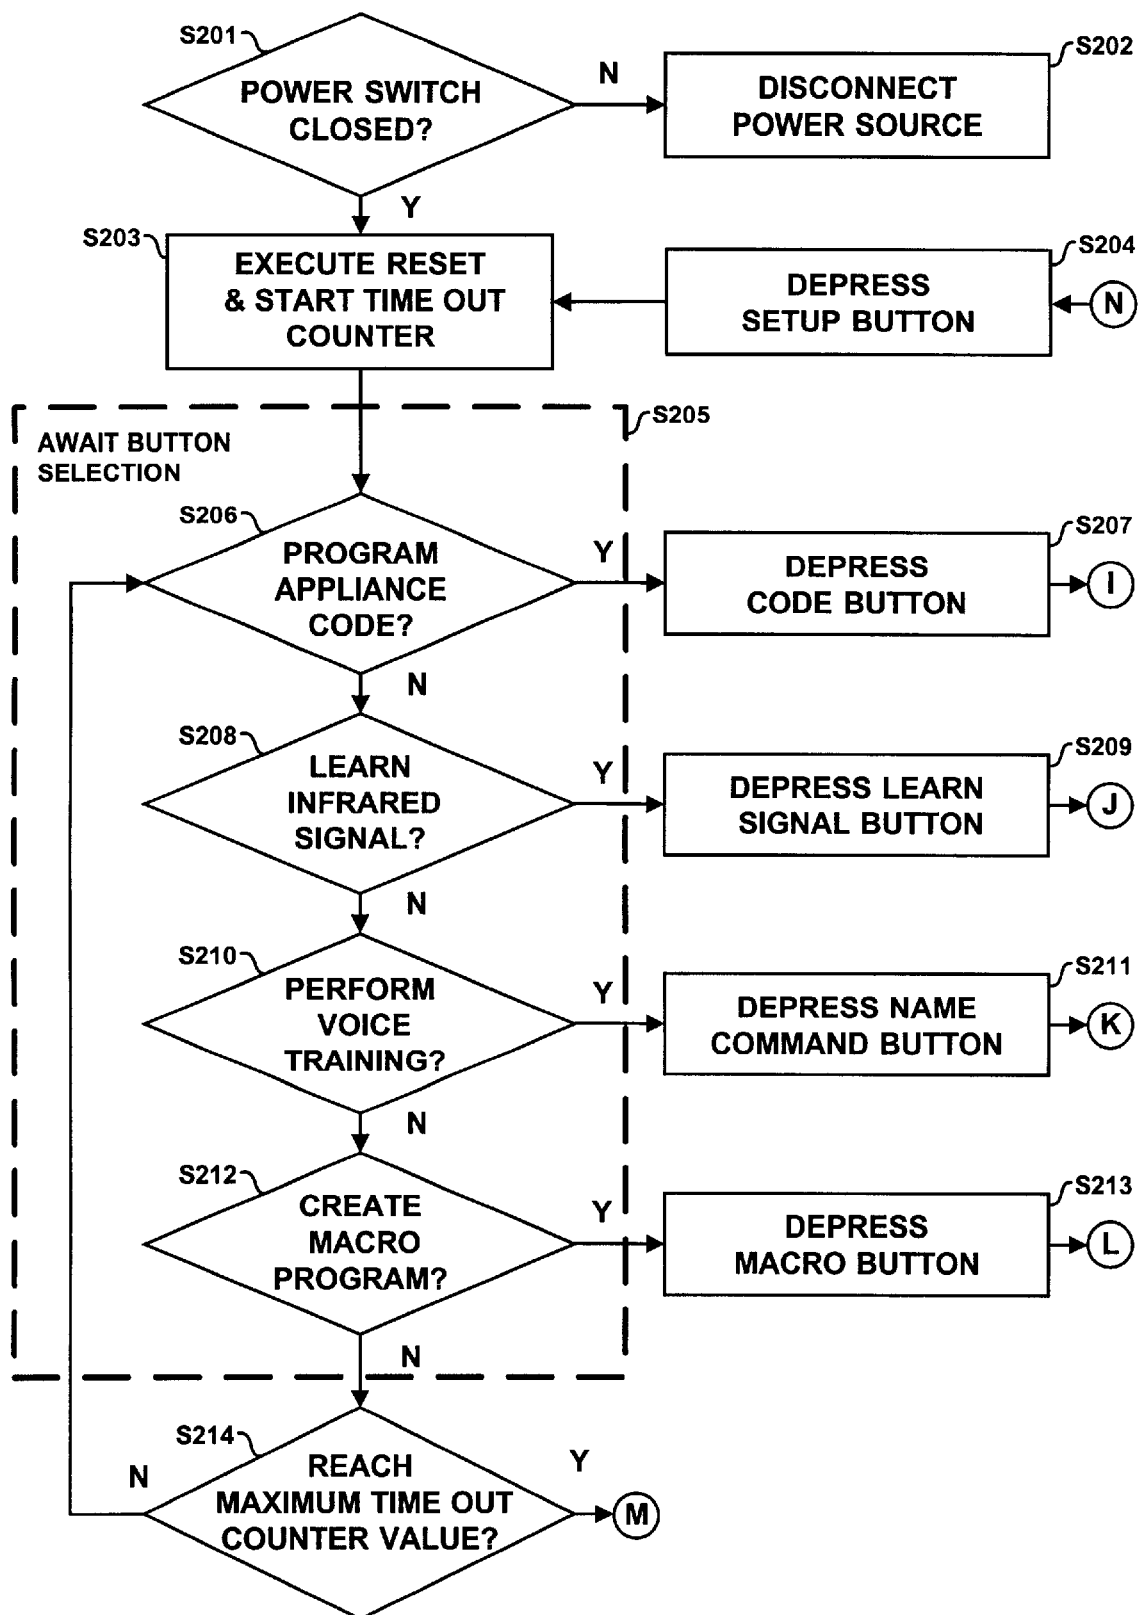 S201
POWER SWITCH
CLOSED?
N
S202
DISCONNECT
POWER SOURCE
Y
S203
EXECUTE RESET
& START TIME OUT
COUNTER
S204
DEPRESS
SETUP BUTTON
N
S205
AWAIT BUTTON
SELECTION
S206
PROGRAM
APPLIANCE
CODE?
Y
S207
DEPRESS
CODE BUTTON
I
N
S208
LEARN
INFRARED
SIGNAL?
Y
S209
DEPRESS LEARN
SIGNAL BUTTON
J
N
S210
PERFORM
VOICE
TRAINING?
Y
S211
DEPRESS NAME
COMMAND BUTTON
K
N
S212
CREATE
MACRO
PROGRAM?
Y
S213
DEPRESS
MACRO BUTTON
L
N
S214
N
REACH
MAXIMUM TIME OUT
COUNTER VALUE?
Y
M